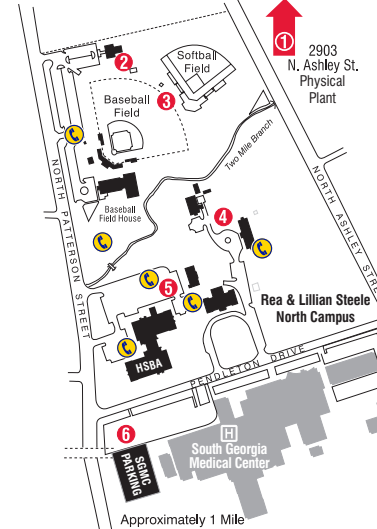 1
2903
N. Ashley St.
Physical
Plant
2
Softball
Field
3
Baseball
Field
Two Mile Branch
NORTH PATTERSON STREET
NORTH ASHLEY STREET
Baseball
Field House
4
5
Rea & Lillian Steele
North Campus
HSBA
PENDLETON DRIVE
6
SGMC
PARKING
H
South Georgia
Medical Center
Approximately 1 Mile